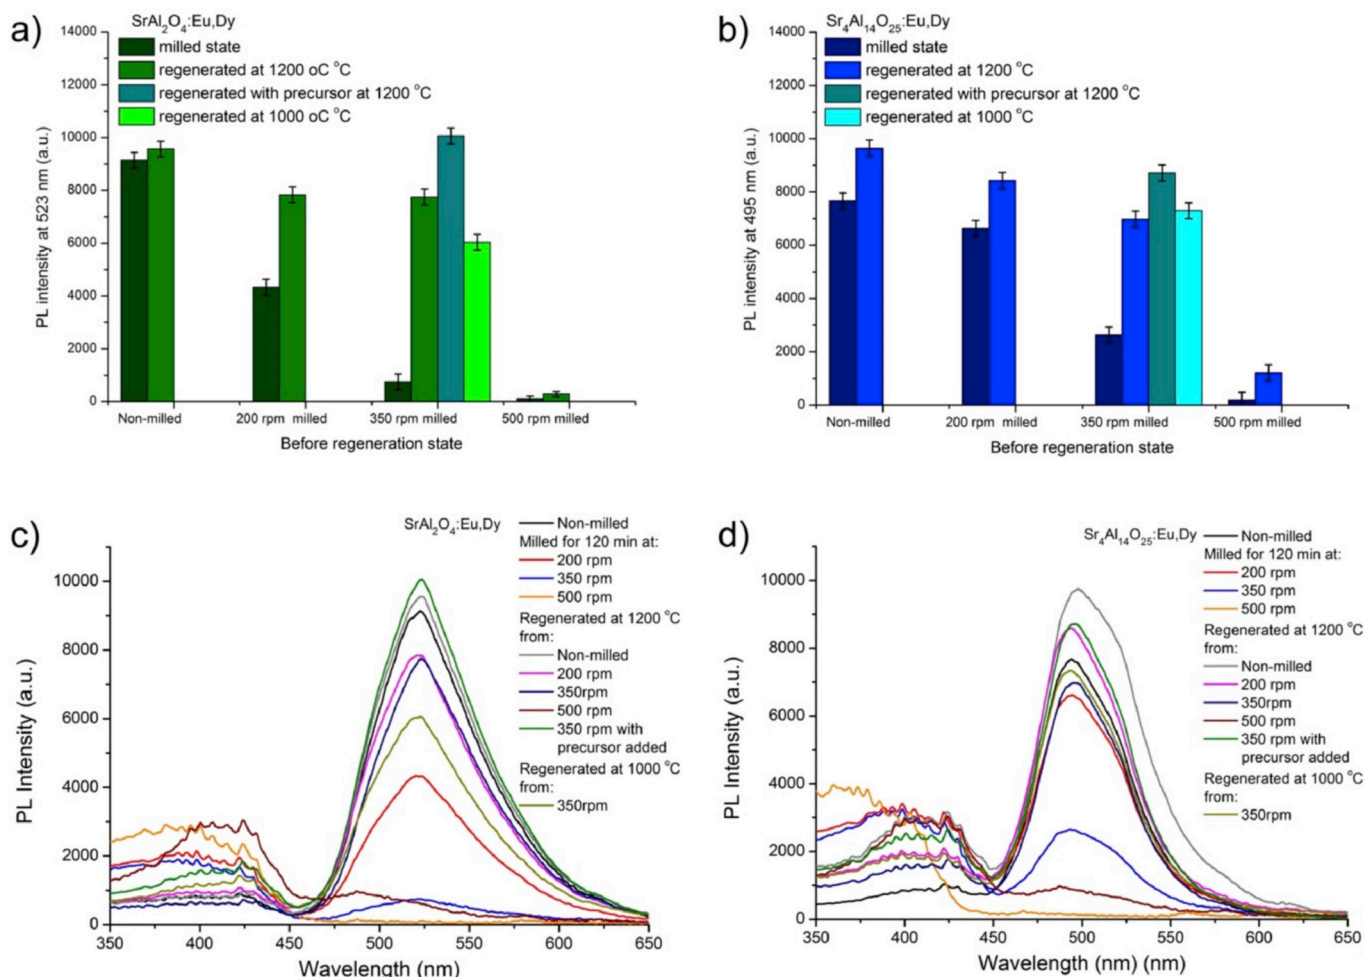 a)
SrAl₂O₄:Eu,Dy
milled state
regenerated at 1200 oC °C
regenerated with precursor at 1200 °C
regenerated at 1000 oC °C
14000
12000
10000
8000
6000
4000
2000
0
PL intensity at 523 nm (a.u.)
Non-milled
200 rpm milled
350 rpm milled
500 rpm milled
Before regeneration state
b)
Sr₄Al₁₄O₂₅:Eu,Dy
milled state
regenerated at 1200 °C
regenerated with precursor at 1200 °C
regenerated at 1000 °C
14000
12000
10000
8000
6000
4000
2000
0
PL intensity at 495 nm (a.u.)
Non-milled
200 rpm milled
350 rpm milled
500 rpm milled
Before regeneration state
c)
SrAl₂O₄:Eu,Dy
Non-milled
Milled for 120 min at:
200 rpm
350 rpm
500 rpm
Regenerated at 1200 °C
from:
Non-milled
200 rpm
350rpm
500 rpm
350 rpm with
precursor added
Regenerated at 1000 °C
from:
350rpm
10000
8000
6000
4000
2000
0
PL Intensity (a.u.)
350 400 450 500 550 600 650
Wavelength (nm)
d)
Sr₄Al₁₄O₂₅:Eu,Dy
Non-milled
Milled for 120 min at:
200 rpm
350 rpm
500 rpm
Regenerated at 1200 °C
from:
Non-milled
200 rpm
350rpm
500 rpm
350 rpm with
precursor added
Regenerated at 1000 °C
from:
350rpm
10000
8000
6000
4000
2000
0
PL Intensity (a.u.)
350 400 450 500 550 600 650
Wavelength (nm) (nm)